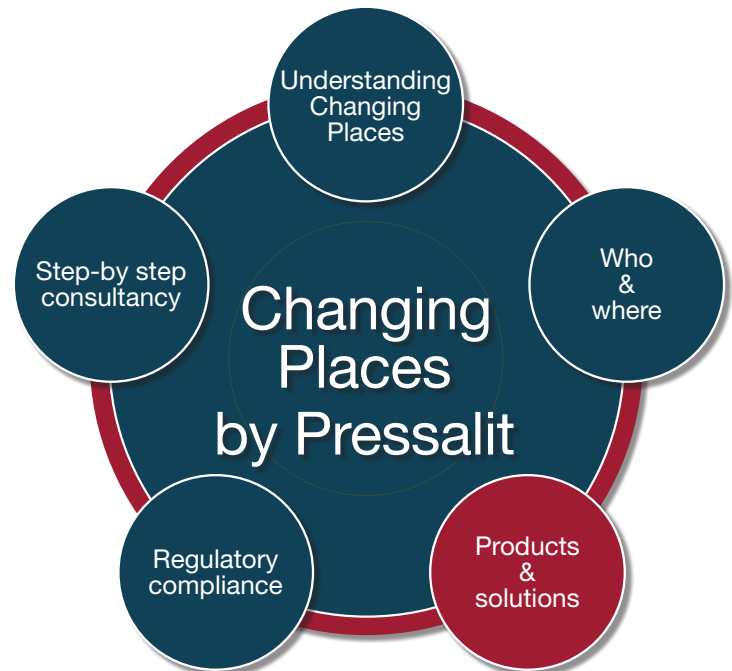 Understanding
Changing
Places
Who
&
where
Step-by step
consultancy
Changing
Places
by Pressalit
Regulatory
compliance
Products
&
solutions